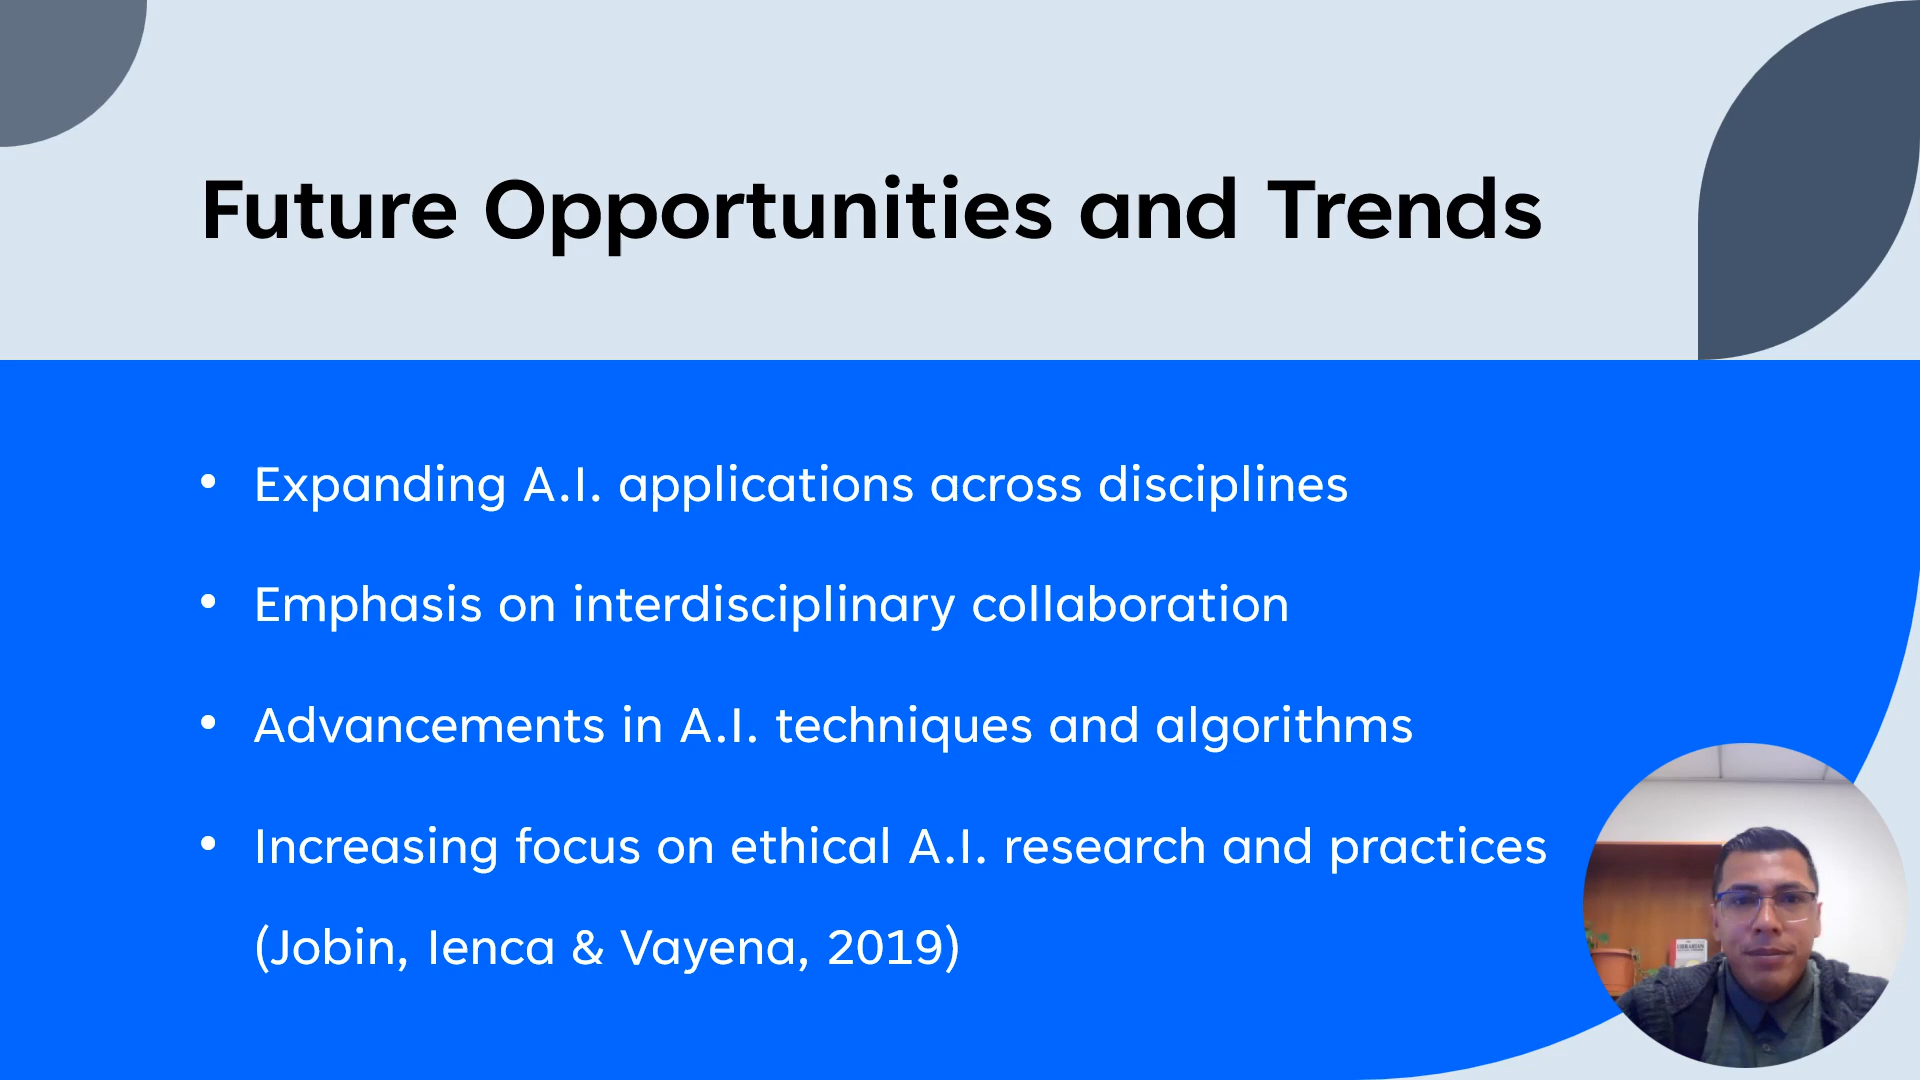 Future Opportunities and Trends
• Expanding A.I. applications across disciplines
• Emphasis on interdisciplinary collaboration
• Advancements in A.I. techniques and algorithms
• Increasing focus on ethical A.I. research and practices
(Jobin, Ienca & Vayena, 2019)